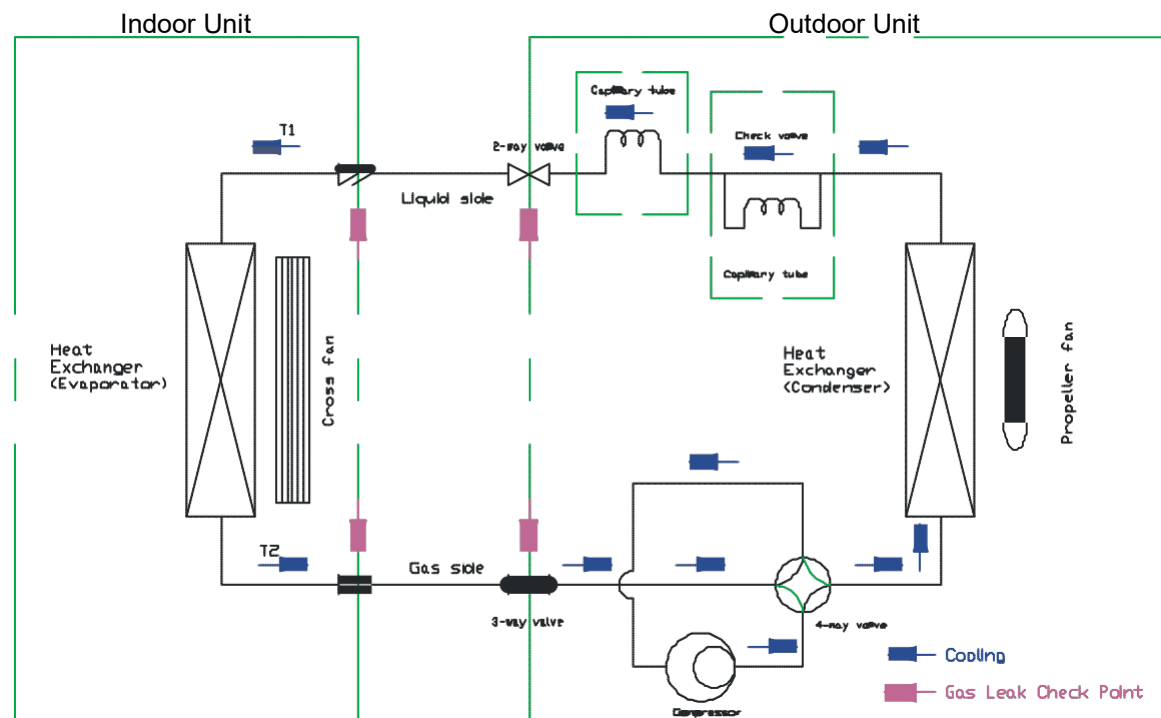 Indoor Unit
Outdoor Unit
Capillary tube
T1
2-way valve
Check valve
Liquid side
Capillary tube
Heat
Exchanger
(Evaporator)
Cross fan
Heat
Exchanger
(Condenser)
Propeller fan
T2
Gas side
3-way valve
4-way valve
Compressor
Cooling
Gas Leak Check Point